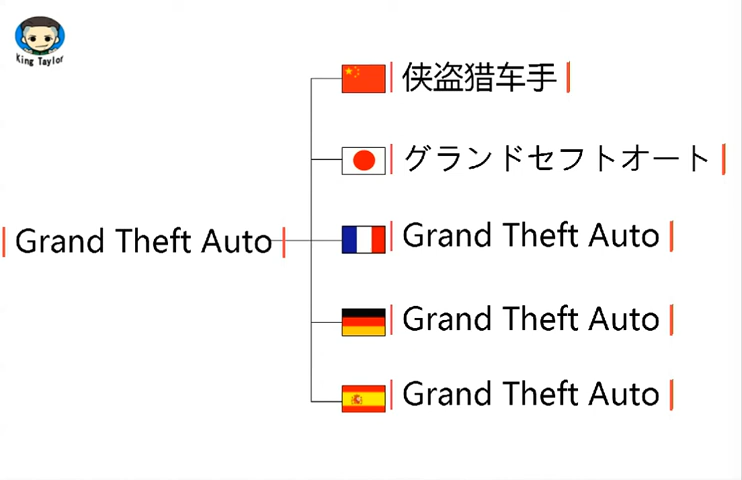 King Taylor
侠盗猎车手
グランドセフトオート
Grand Theft Auto
Grand Theft Auto
Grand Theft Auto
Grand Theft Auto